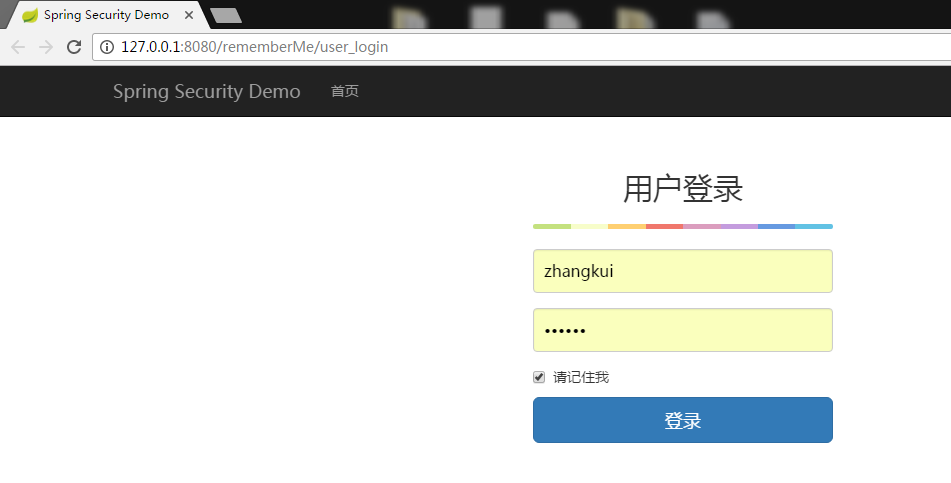 Spring Security Demo
127.0.0.1:8080/rememberMe/user_login
Spring Security Demo 首页
用户登录
zhangkui
••••••
请记住我
登录